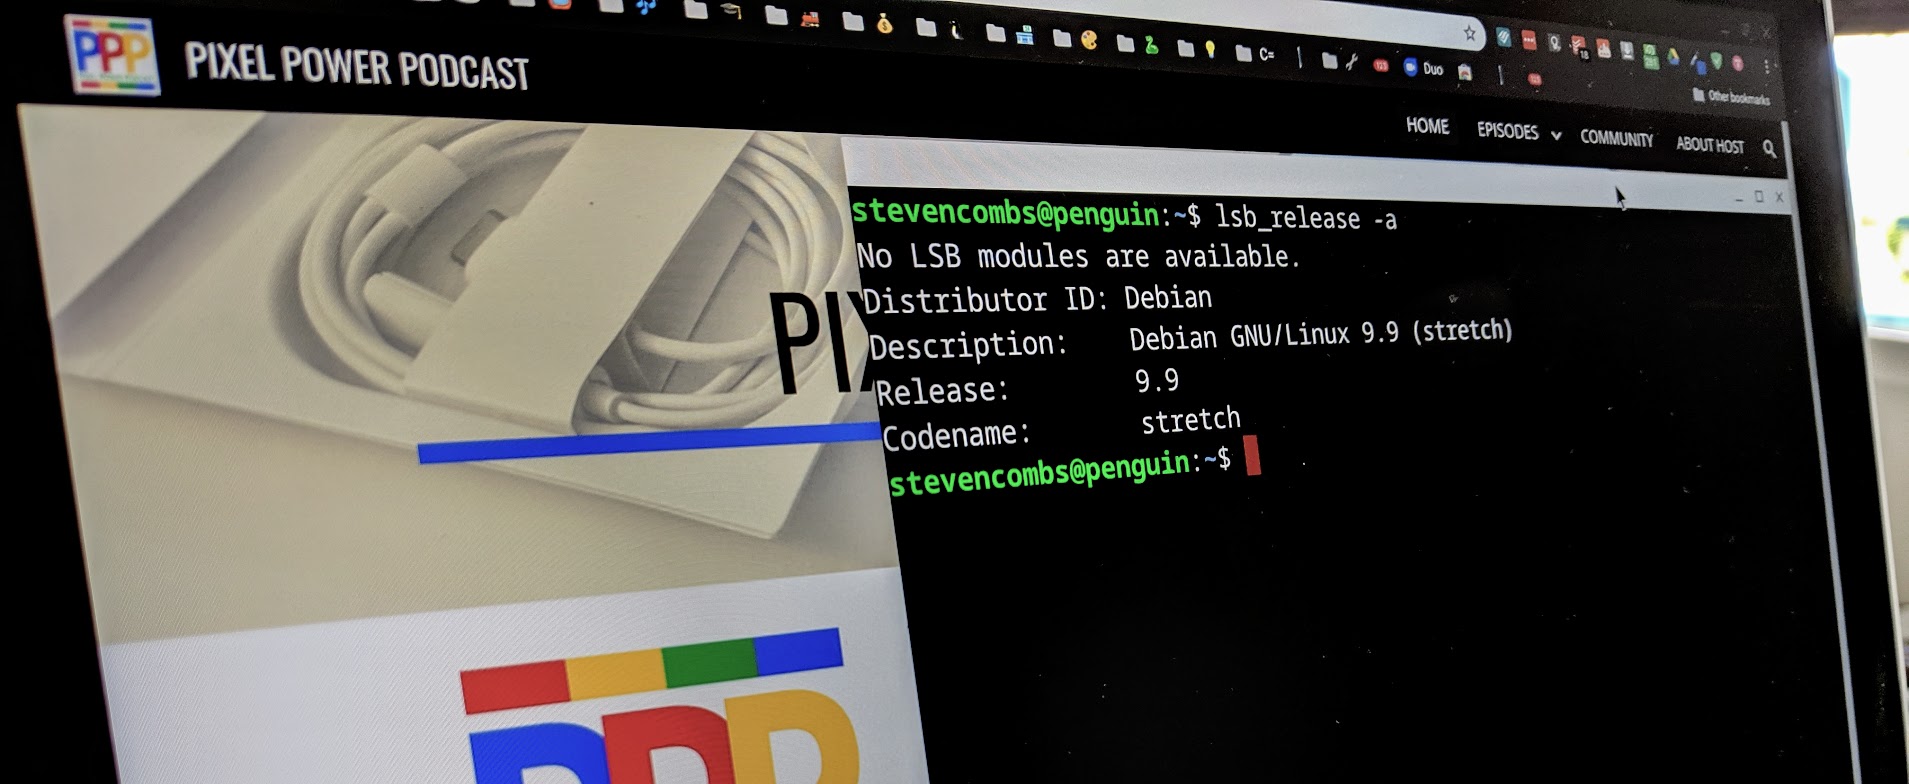 PPP
PIXEL POWER PODCAST
C=
Duo
Other bookmarks
HOME EPISODES COMMUNITY ABOUT HOST
stevencombs@penguin:~$ lsb_release -a
No LSB modules are available.
Distributor ID: Debian
Description: Debian GNU/Linux 9.9 (stretch)
Release: 9.9
Codename: stretch
stevencombs@penguin:~$
PIX
PPP